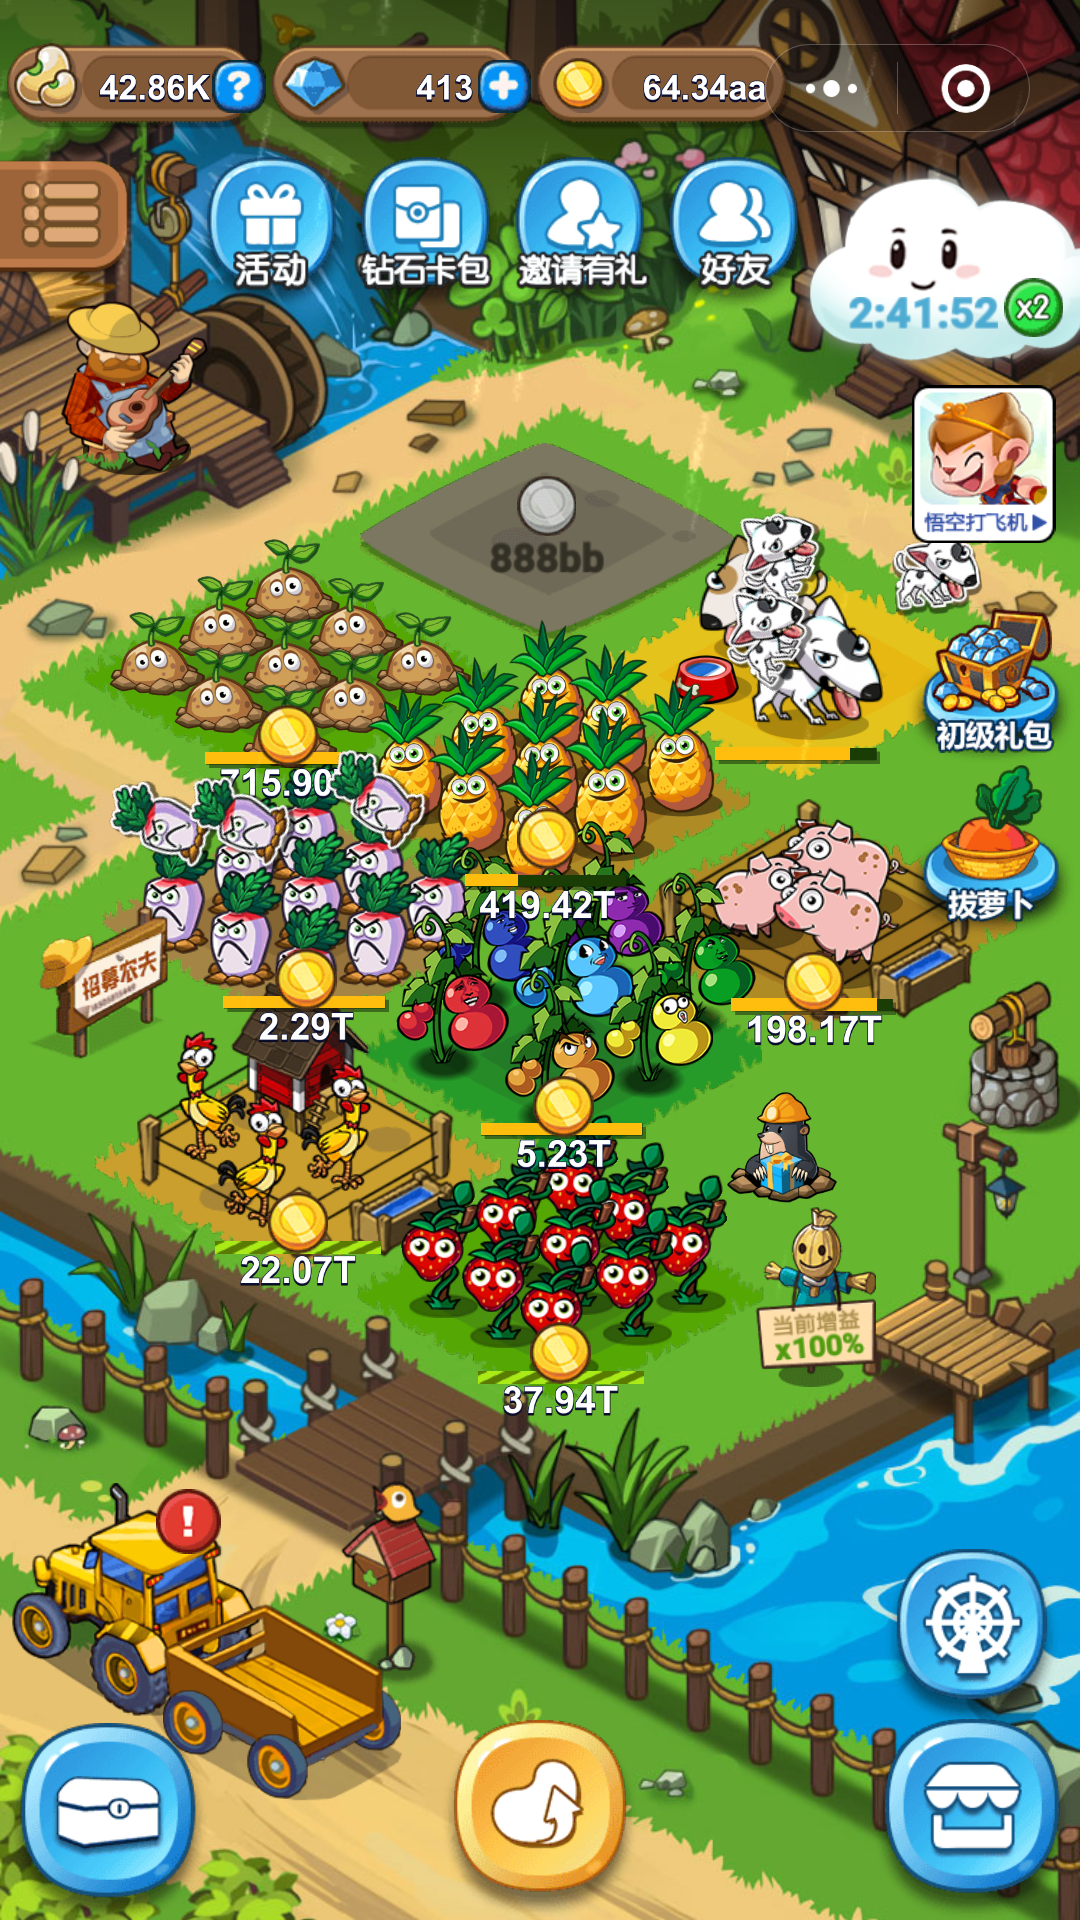 42.86K
?
413
64.34aa
活动
钻石卡包
邀请有礼
好友
2:41:52
x2
悟空打飞机
888bb
初级礼包
715.90
419.42T
拔萝卜
招募农夫
2.29T
198.17T
5.23T
22.07T
当前增益
x100%
37.94T
!